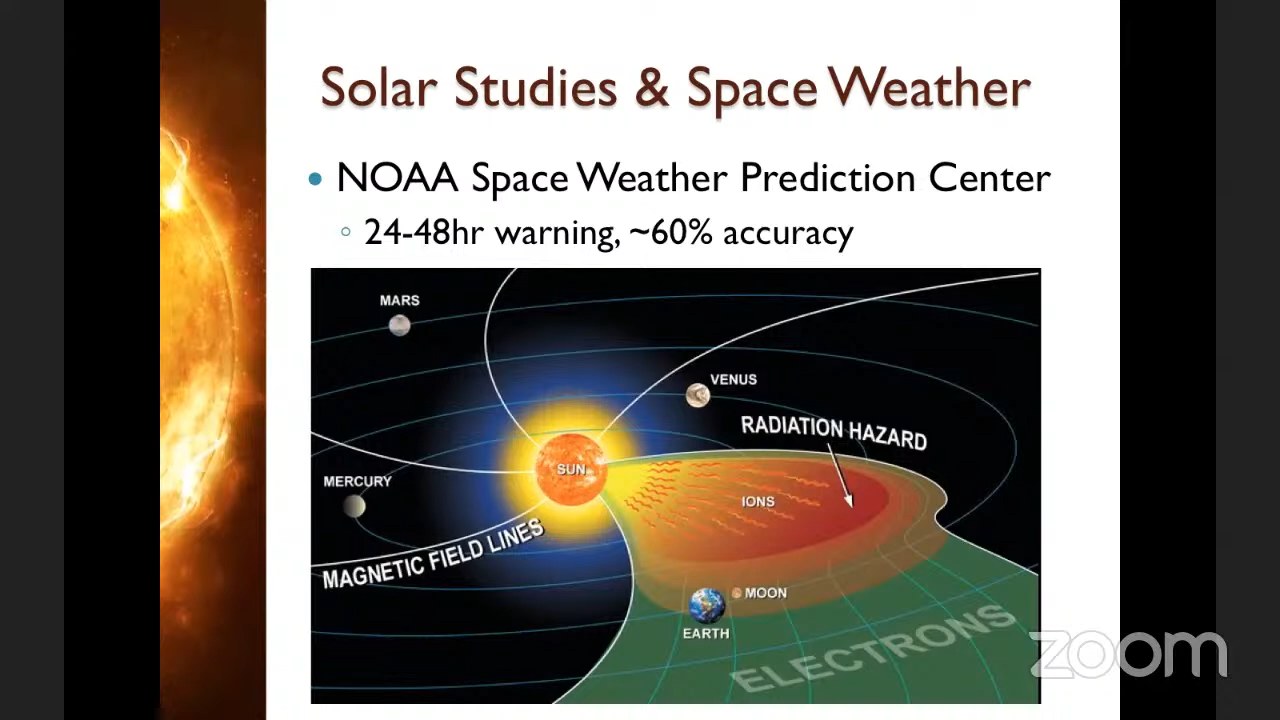 Solar Studies & Space Weather
• NOAA Space Weather Prediction Center
◦ 24-48hr warning, ~60% accuracy
MARS
VENUS
RADIATION HAZARD
SUN
MERCURY
IONS
MAGNETIC FIELD LINES
MOON
EARTH
ELECTRONS
zoom